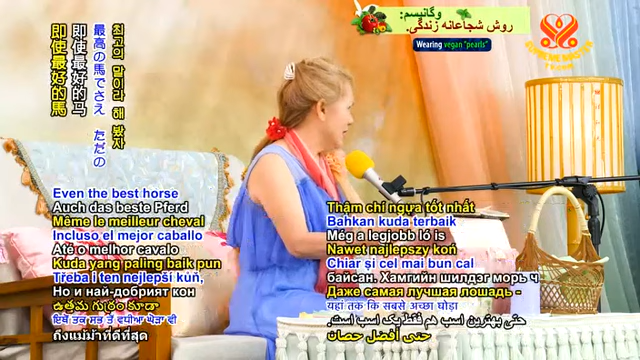 وگانیسم:
روش شجاعانه زندگی.
Wearing vegan "pearls"
SUPREME MASTER
TELEVISION
최고의 말이라 해 봤자
最高の馬でさえ ただの
即使最好的马
即使最好的馬
Even the best horse
Auch das beste Pferd
Même le meilleur cheval
Incluso el mejor caballo
Até o melhor cavalo
Kuda yang paling baik pun
Třeba i ten nejlepší kůň,
Но и най-добрият кон
ఉత్తమ గుర్రం కూడా
ਇਥੋਂ ਤਕ ਸਭ ਤੋਂ ਵਧੀਆ ਘੋੜਾ ਵੀ
ถึงแม้ม้าที่ดีที่สุด
Thậm chí ngựa tốt nhất
Bahkan kuda terbaik
Még a legjobb ló is
Nawet najlepszy koń
Chiar și cel mai bun cal
байсан. Хамгийн шилдэг морь ч
Даже самая лучшая лошадь -
यहां तक कि सबसे अच्छा घोड़ा
حتی بهترین اسب هم فقط یک اسب است.
حتى أفضل حصان